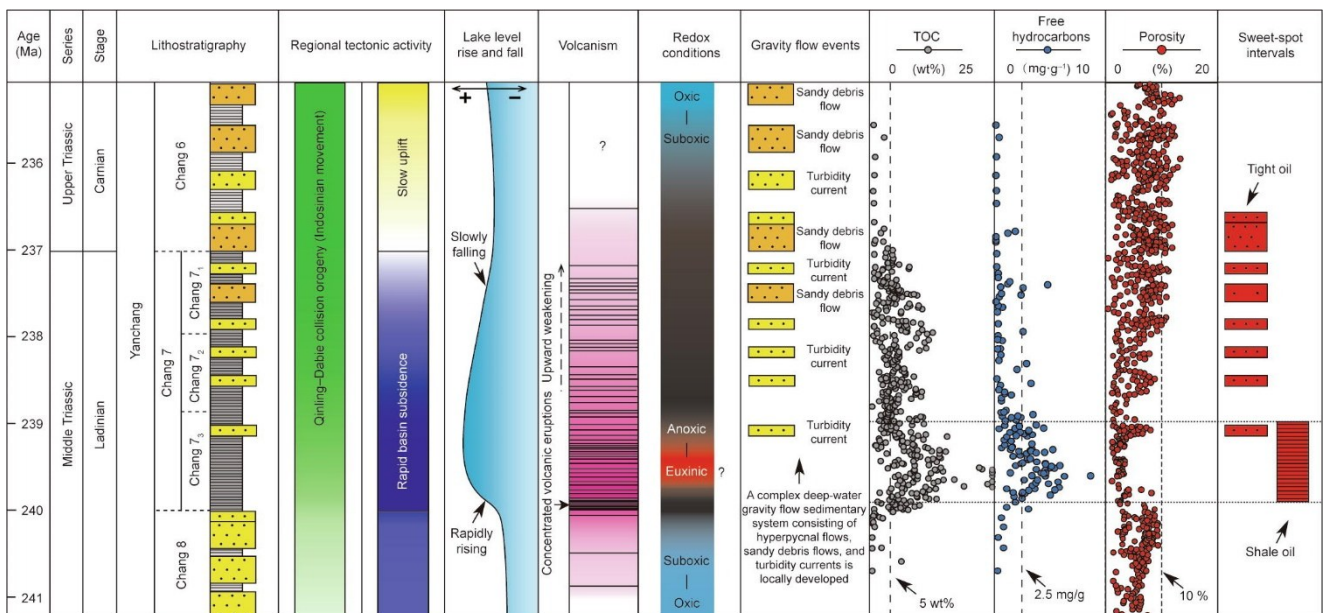 Age
(Ma)
Series
Stage
Lithostratigraphy
Regional tectonic activity
Lake level
rise and fall
Volcanism
Redox
conditions
Gravity flow events
TOC
0 (wt%) 25
Free
hydrocarbons
0 (mg·g⁻¹) 10
Porosity
0 (%) 20
Sweet-spot
intervals
236
237
238
239
240
241
Upper Triassic
Middle Triassic
Carnian
Ladinian
Yanchang
Chang 6
Chang 7
Chang 8
Chang 7₁
Chang 7₂
Chang 7₃
Qinling–Dabie collision orogeny (Indosinian movement)
Slow uplift
Rapid basin subsidence
+ −
Slowly
falling
Rapidly
rising
Concentrated volcanic eruptions
Upward weakening
?
Oxic
Suboxic
Anoxic
Euxinic
?
Suboxic
Oxic
Sandy debris
flow
Sandy debris
flow
Turbidity
current
Sandy debris
flow
Turbidity
current
Sandy debris
flow
Turbidity
current
Turbidity
current
A complex deep-water
gravity flow sedimentary
system consisting of
hyperpycnal flows,
sandy debris flows, and
turbidity currents is
locally developed
5 wt%
2.5 mg/g
10 %
Tight oil
Shale oil